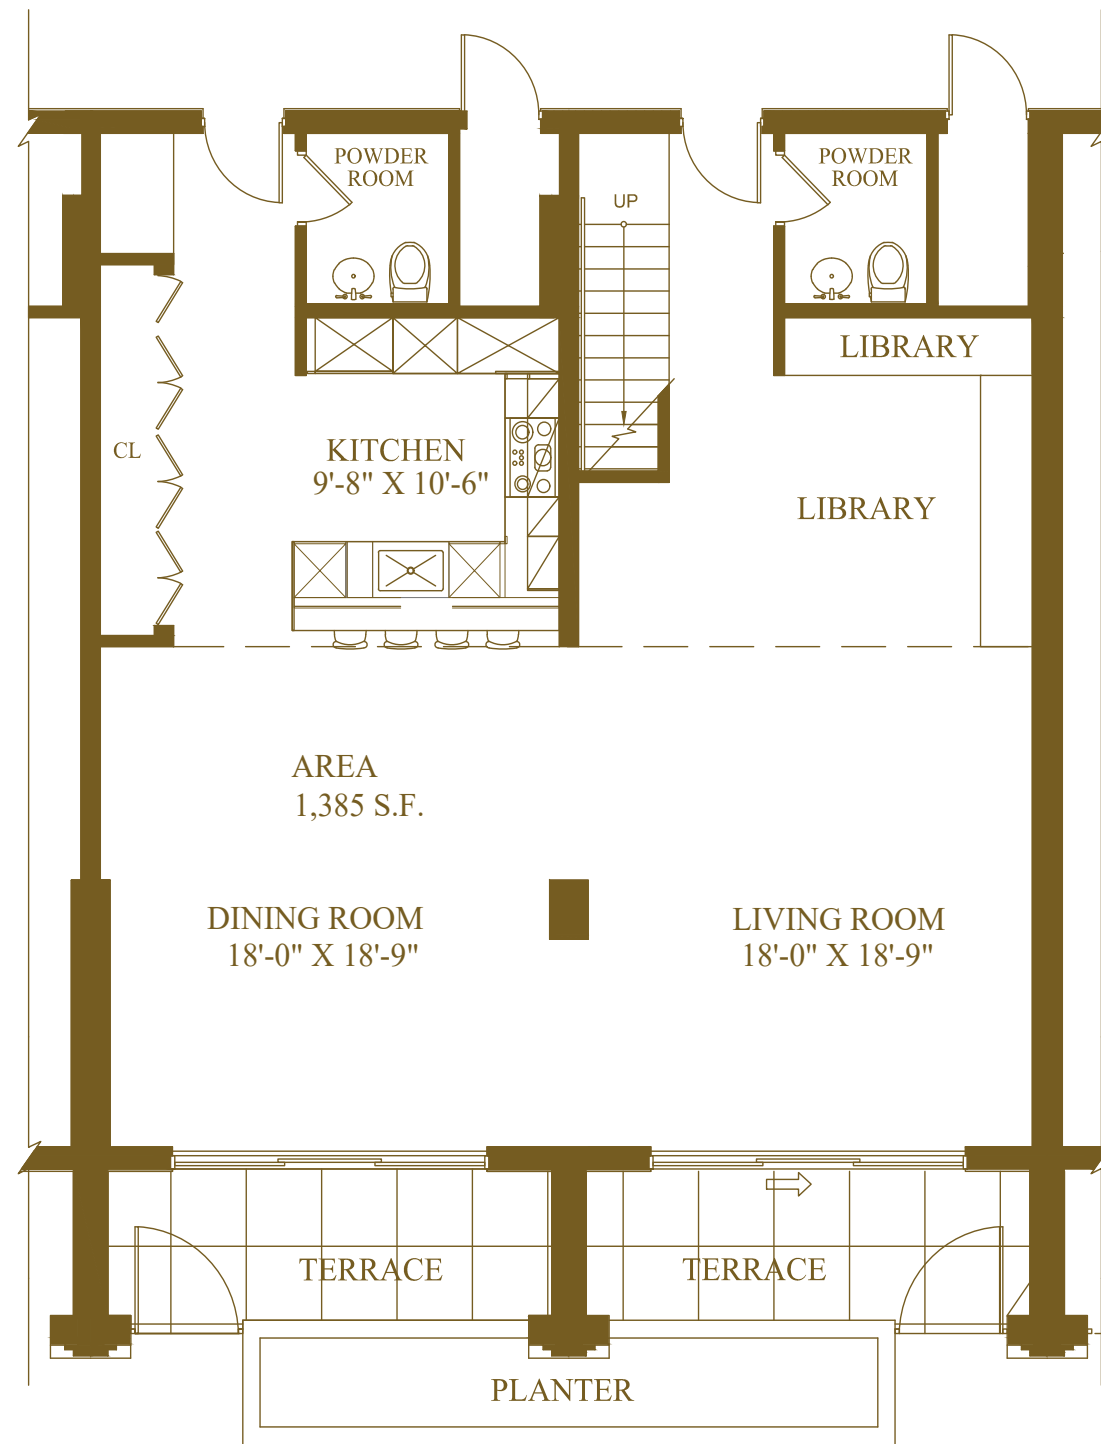 POWDER
ROOM
POWDER
ROOM
UP
LIBRARY
CL
KITCHEN
9'-8" X 10'-6"
LIBRARY
AREA
1,385 S.F.
DINING ROOM
18'-0" X 18'-9"
LIVING ROOM
18'-0" X 18'-9"
TERRACE
TERRACE
PLANTER